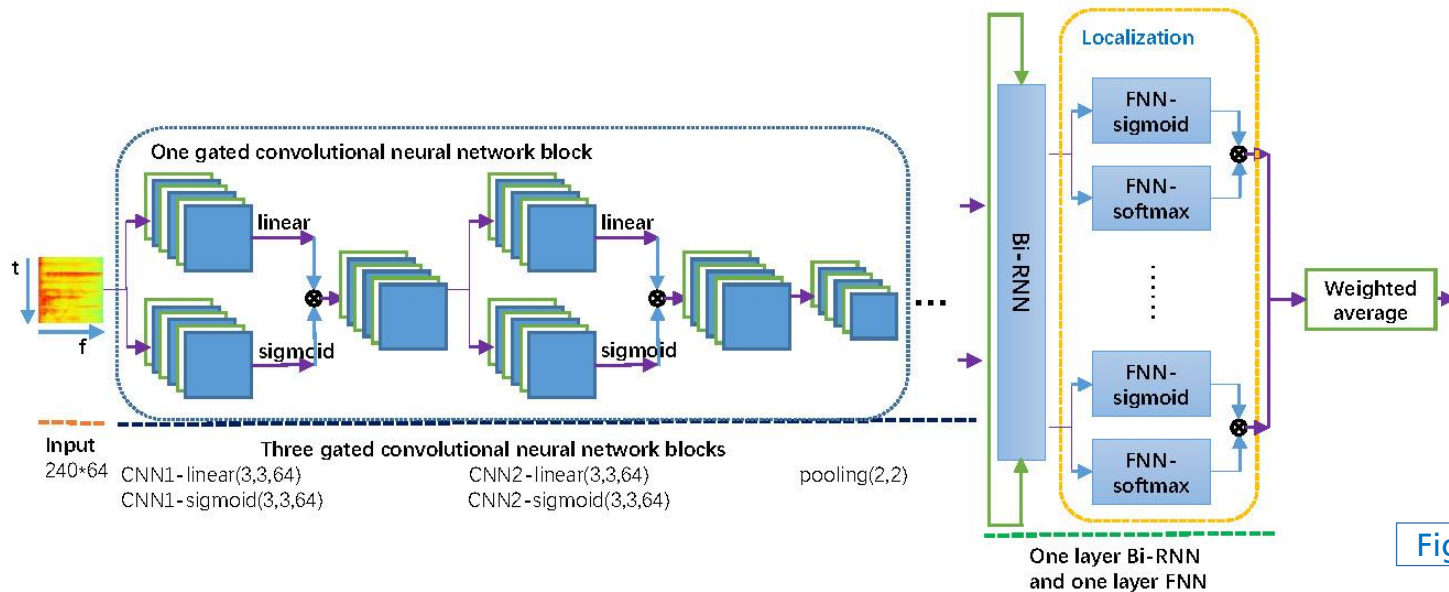 Localization
FNN-
sigmoid
One gated convolutional neural network block
FNN-
softmax
linear
linear
Bi-RNN
t
......
Weighted
average
...
f
sigmoid
sigmoid
FNN-
sigmoid
Input
240*64
Three gated convolutional neural network blocks
CNN1-linear(3,3,64)
CNN2-linear(3,3,64)
pooling(2,2)
CNN1-sigmoid(3,3,64)
CNN2-sigmoid(3,3,64)
FNN-
softmax
One layer Bi-RNN
and one layer FNN
Fig